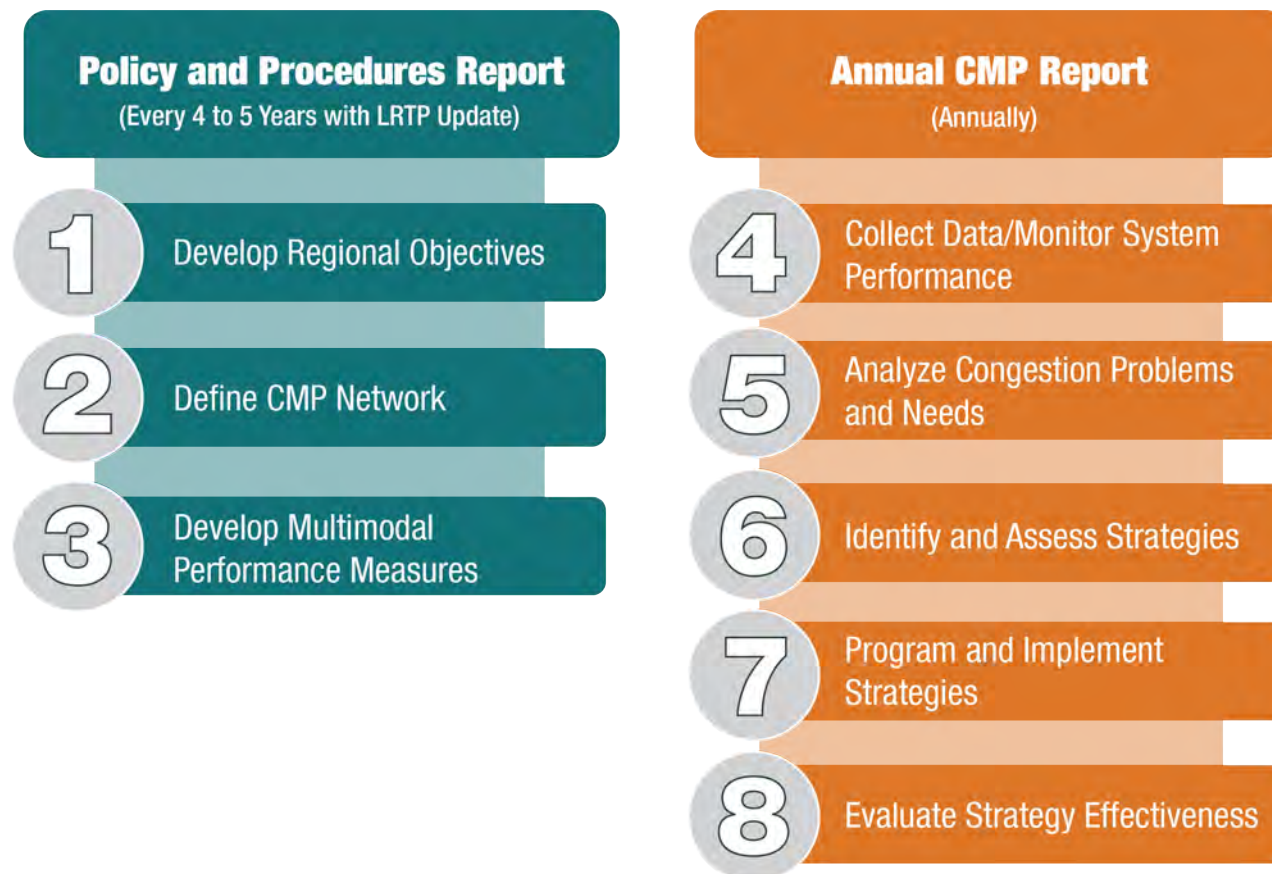 Policy and Procedures Report
(Every 4 to 5 Years with LRTP Update)
1
Develop Regional Objectives
2
Define CMP Network
3
Develop Multimodal
Performance Measures
Annual CMP Report
(Annually)
4
Collect Data/Monitor System
Performance
5
Analyze Congestion Problems
and Needs
6
Identify and Assess Strategies
7
Program and Implement
Strategies
8
Evaluate Strategy Effectiveness